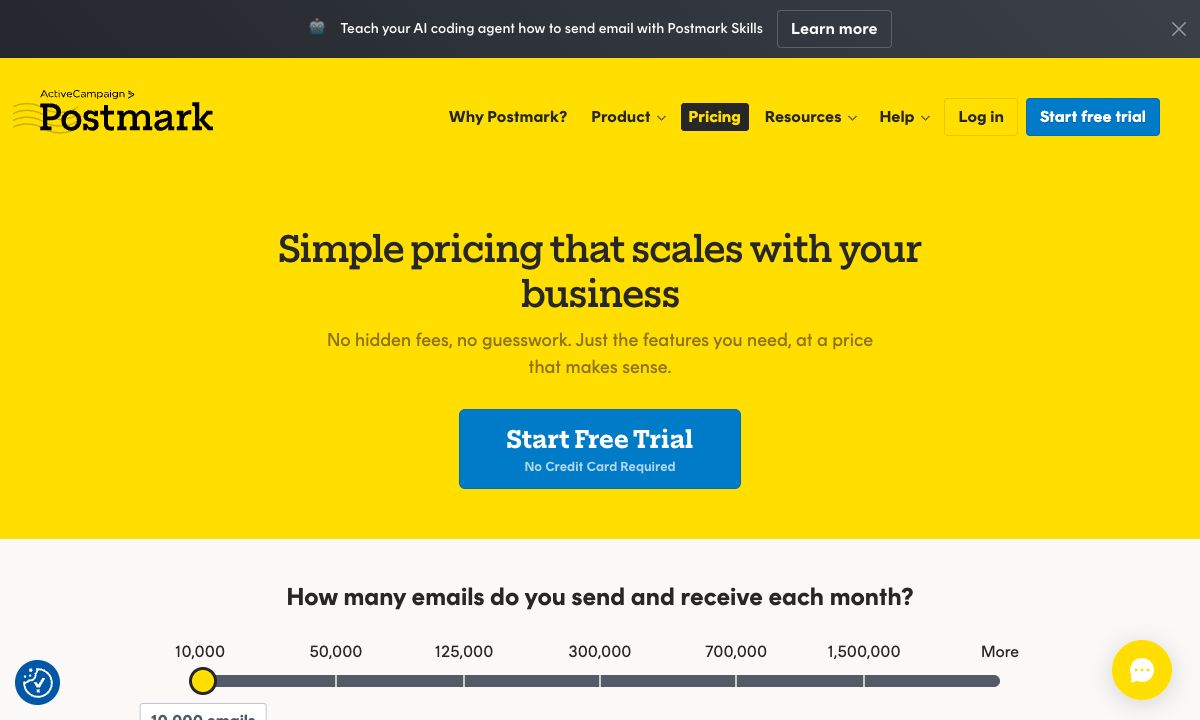 Teach your AI coding agent how to send email with Postmark Skills
Learn more
ActiveCampaign >
Postmark
Why Postmark?
Product
Pricing
Resources
Help
Log in
Start free trial
Simple pricing that scales with your
business
No hidden fees, no guesswork. Just the features you need, at a price
that makes sense.
Start Free Trial
No Credit Card Required
How many emails do you send and receive each month?
10,000
50,000
125,000
300,000
700,000
1,500,000
More
10,000 emails